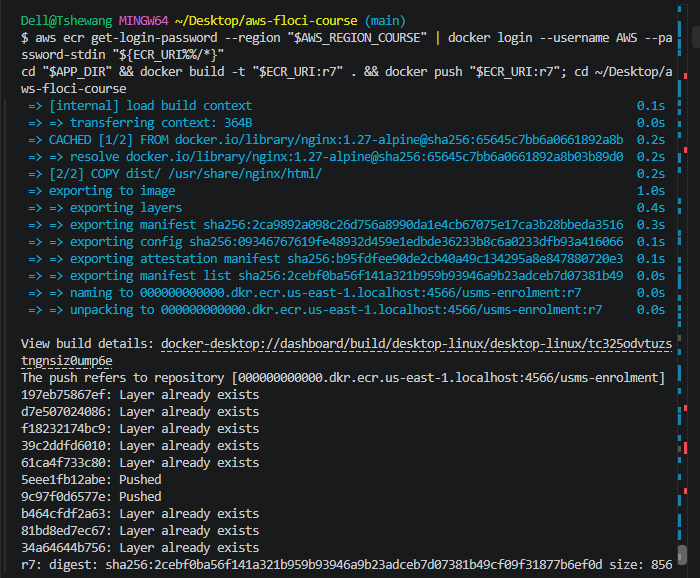 Dell@Tshewang MINGW64 ~/Desktop/aws-floci-course (main)
$ aws ecr get-login-password --region "$AWS_REGION_COURSE" | docker login --username AWS --pa
ssword-stdin "${ECR_URI%%/*}"
cd "$APP_DIR" && docker build -t "$ECR_URI:r7" . && docker push "$ECR_URI:r7"; cd ~/Desktop/a
ws-floci-course
=> [internal] load build context 0.1s
=> => transferring context: 364B 0.0s
=> CACHED [1/2] FROM docker.io/library/nginx:1.27-alpine@sha256:65645c7bb6a0661892a8b 0.2s
=> => resolve docker.io/library/nginx:1.27-alpine@sha256:65645c7bb6a0661892a8b03b89d0 0.2s
=> [2/2] COPY dist/ /usr/share/nginx/html/ 0.2s
=> exporting to image 1.0s
=> => exporting layers 0.4s
=> => exporting manifest sha256:2ca9892a098c26d756a8990da1e4cb67075e17ca3b28bbeda3516 0.3s
=> => exporting config sha256:09346767619fe48932d459e1edbde36233b8c6a0233dfb93a416066 0.1s
=> => exporting attestation manifest sha256:b95fdfee90de2cb40a49c134295a8e847880720e3 0.1s
=> => exporting manifest list sha256:2cebf0ba56f141a321b959b93946a9b23adceb7d07381b49 0.0s
=> => naming to 000000000000.dkr.ecr.us-east-1.localhost:4566/usms-enrolment:r7 0.0s
=> => unpacking to 000000000000.dkr.ecr.us-east-1.localhost:4566/usms-enrolment:r7 0.0s
View build details: docker-desktop://dashboard/build/desktop-linux/desktop-linux/tc325odvtuzs
tngnsiz0ump6e
The push refers to repository [000000000000.dkr.ecr.us-east-1.localhost:4566/usms-enrolment]
197eb75867ef: Layer already exists
d7e507024086: Layer already exists
f18232174bc9: Layer already exists
39c2ddfd6010: Layer already exists
61ca4f733c80: Layer already exists
5eee1fb12abe: Pushed
9c97f0d6577e: Pushed
b464cfdf2a63: Layer already exists
81bd8ed7ec67: Layer already exists
34a64644b756: Layer already exists
r7: digest: sha256:2cebf0ba56f141a321b959b93946a9b23adceb7d07381b49cf09f31877b6ef0d size: 856